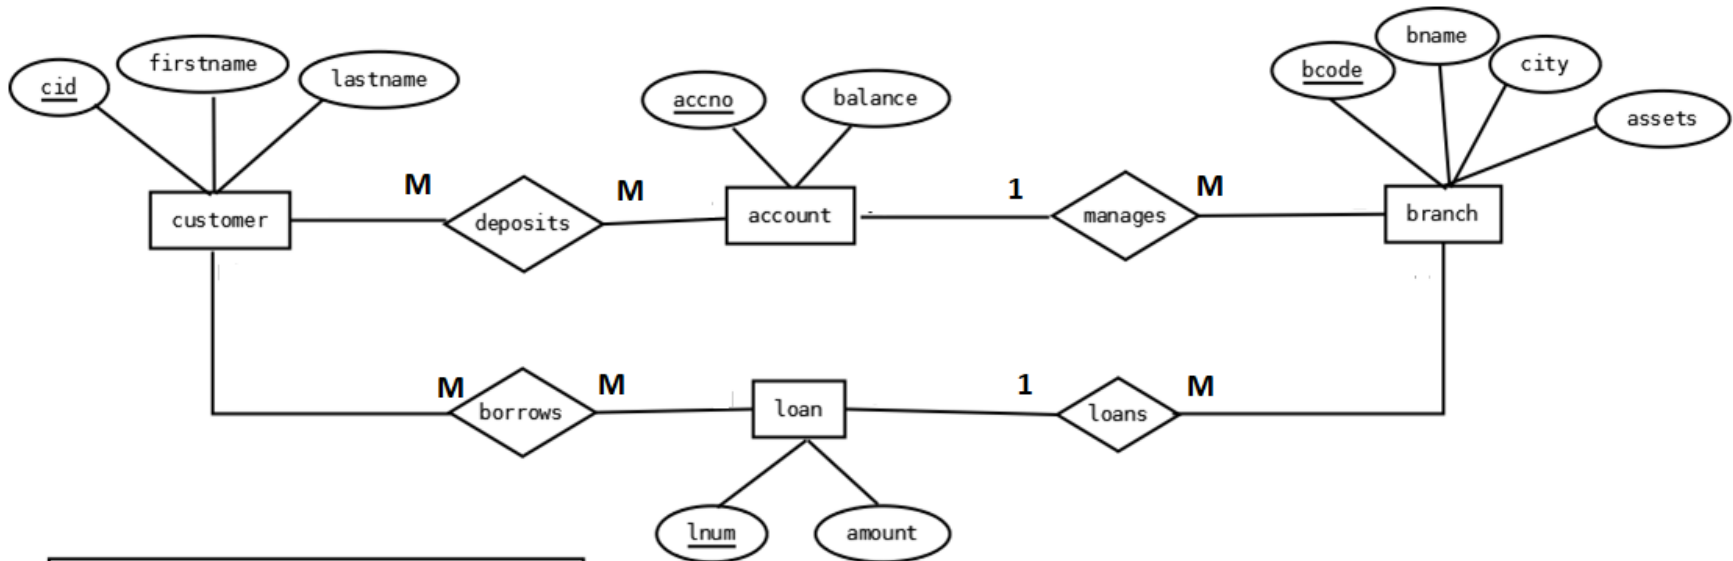 cid
firstname
lastname
accno
balance
bcode
bname
city
assets
customer
M
deposits
M
account
1
manages
M
branch
M
borrows
M
loan
1
loans
M
lnum
amount